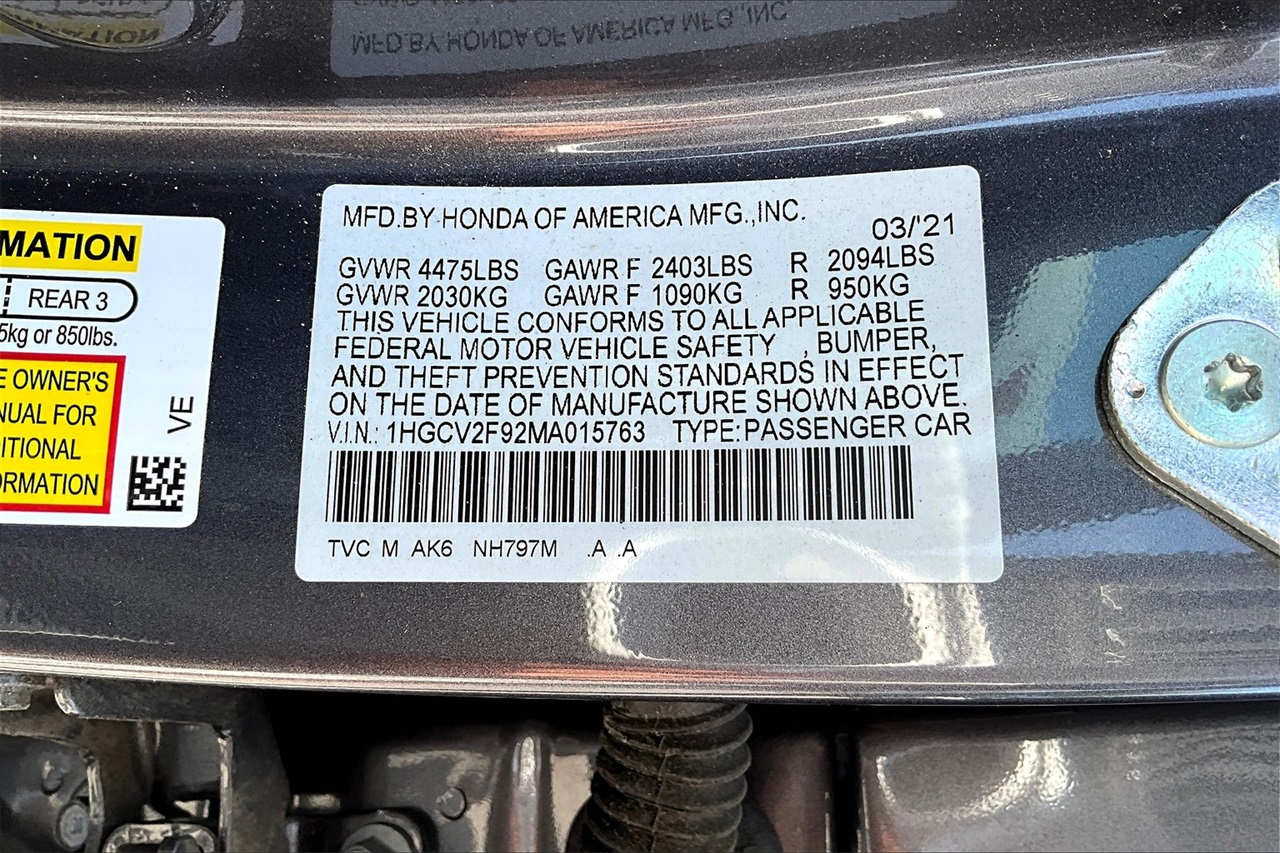 MFD.BY HONDA OF AMERICA MFG.,INC.
MATION
REAR 3
5kg or 850lbs.
E OWNER'S
NUAL FOR
ITIONAL
ORMATION
VE
MFD.BY HONDA OF AMERICA MFG.,INC.
03/'21
GVWR 4475LBS GAWR F 2403LBS R 2094LBS
GVWR 2030KG GAWR F 1090KG R 950KG
THIS VEHICLE CONFORMS TO ALL APPLICABLE
FEDERAL MOTOR VEHICLE SAFETY , BUMPER,
AND THEFT PREVENTION STANDARDS IN EFFECT
ON THE DATE OF MANUFACTURE SHOWN ABOVE.
V.I.N.: 1HGCV2F92MA015763 TYPE:PASSENGER CAR
TVC M AK6 NH797M .A .A